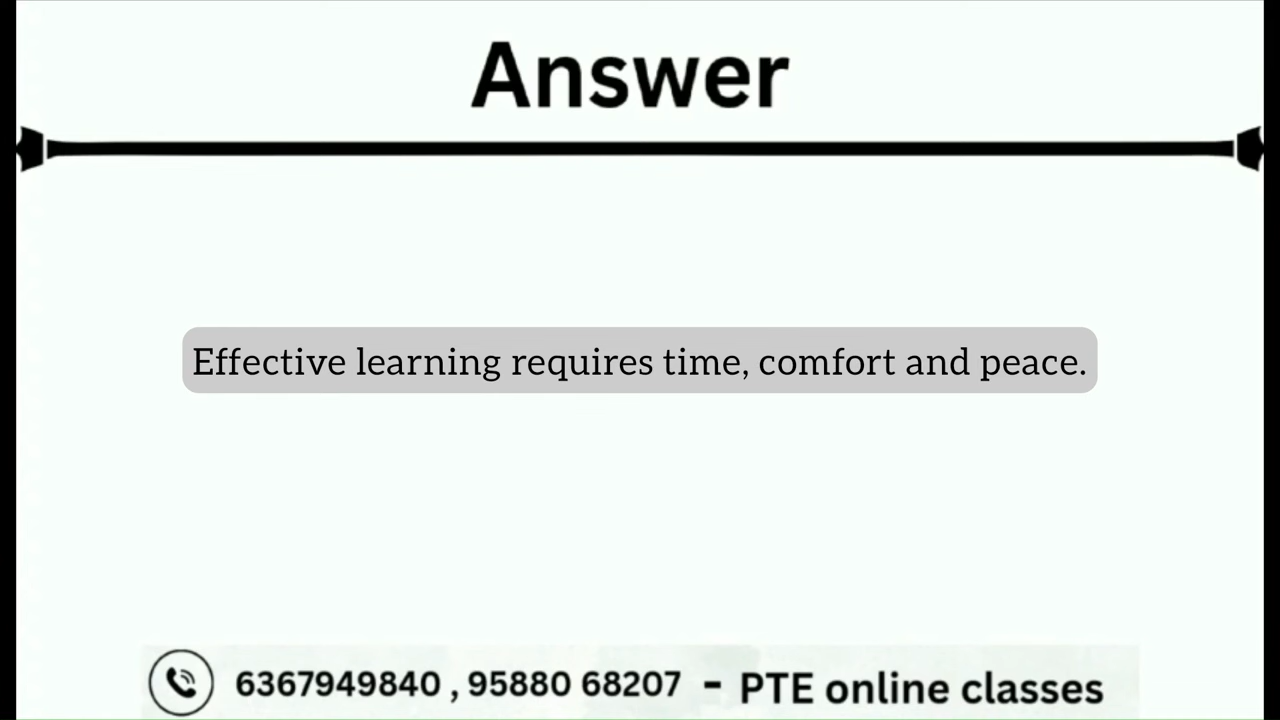 Answer
Effective learning requires time, comfort and peace.
6367949840 , 95880 68207 - PTE online classes